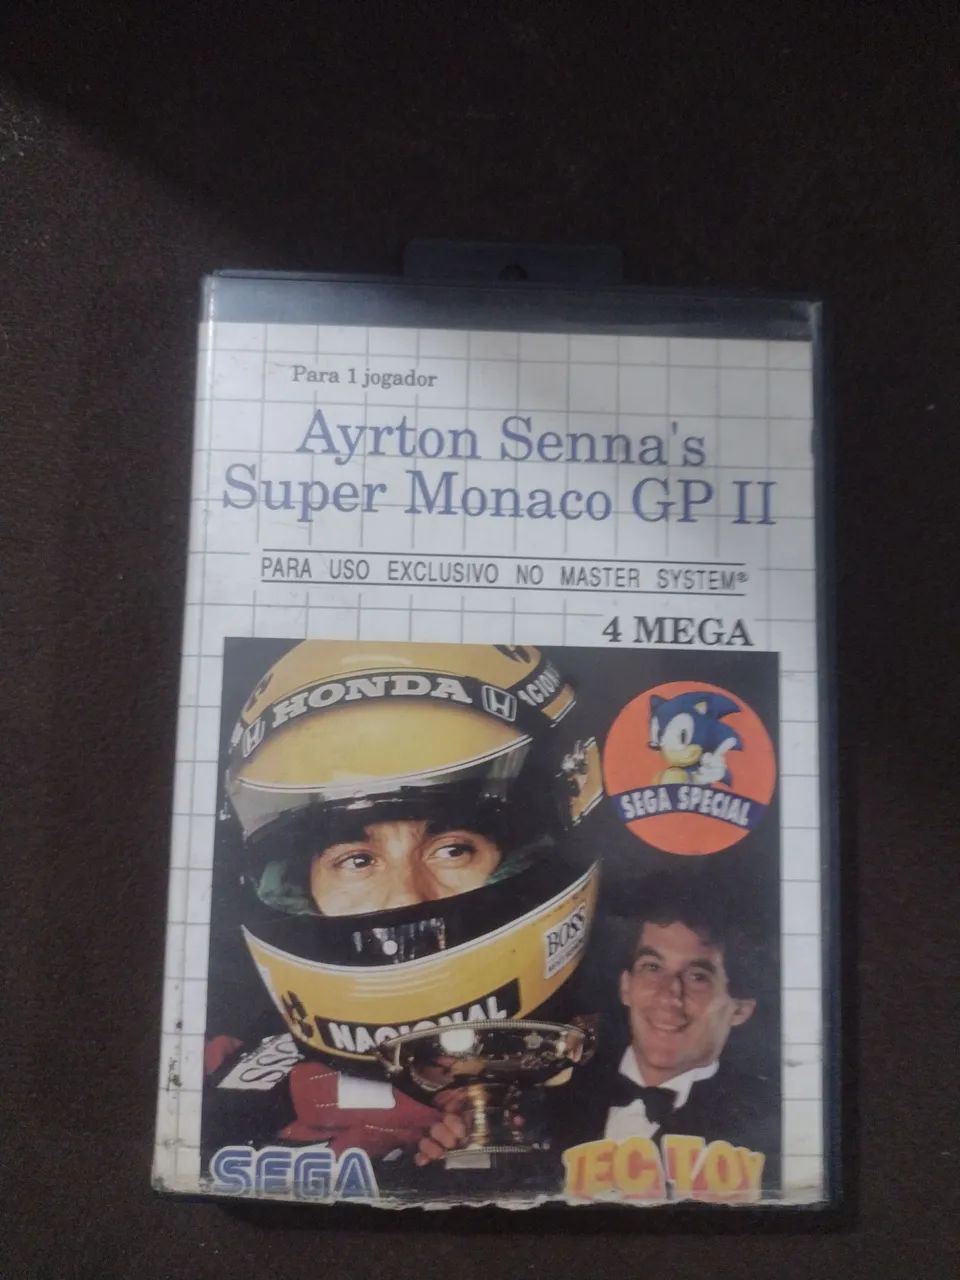 Para 1 jogador
Ayrton Senna's
Super Monaco GP II
PARA USO EXCLUSIVO NO MASTER SYSTEM®
4 MEGA
HONDA
SEGA SPECIAL
BOSS
NACIONAL
SEGA
TEC TOY